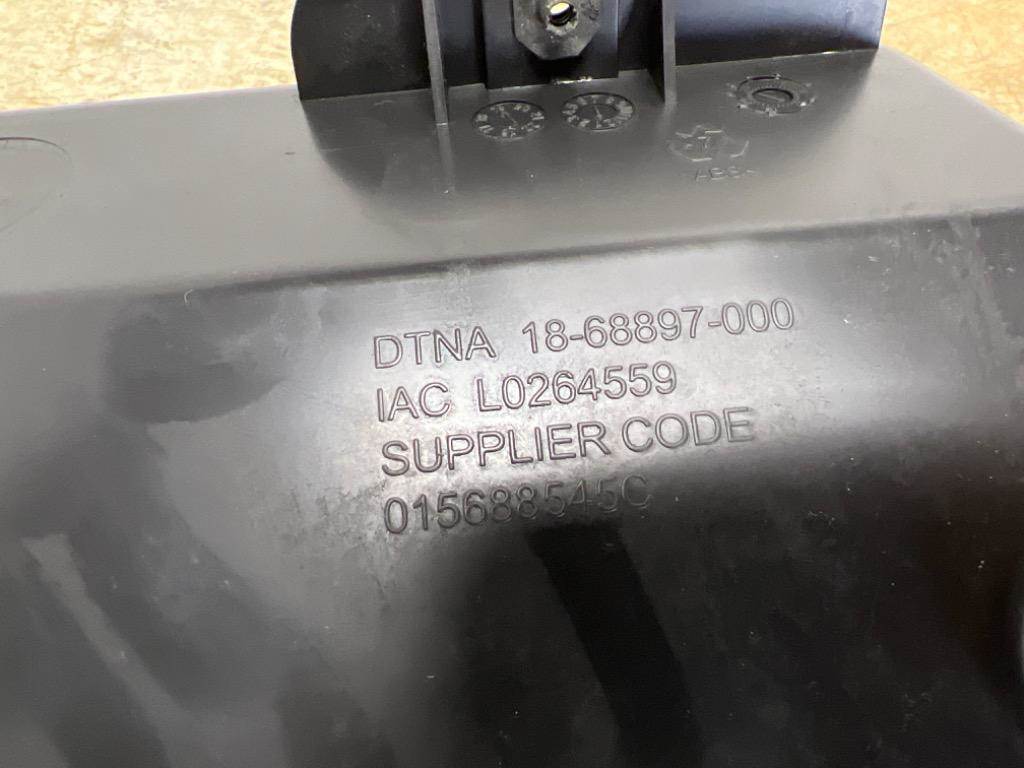 DTNA 18-68897-000
IAC L0264559
SUPPLIER CODE
015688545C